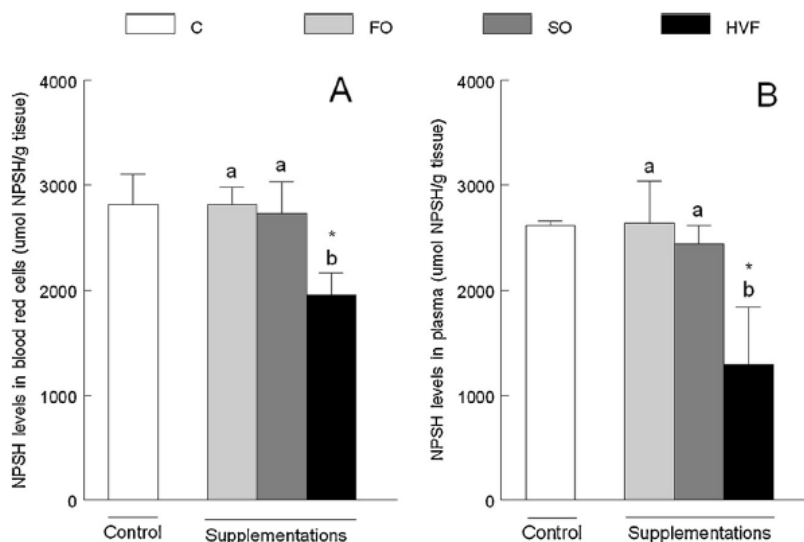 C FO SO HVF
A
NPSH levels in blood red cells (umol NPSH/g tissue)
4000
3000
2000
1000
0
a a
*
b
Control Supplementations
B
NPSH levels in plasma (umol NPSH/g tissue)
4000
3000
2000
1000
0
a
a
*
b
Control Supplementations